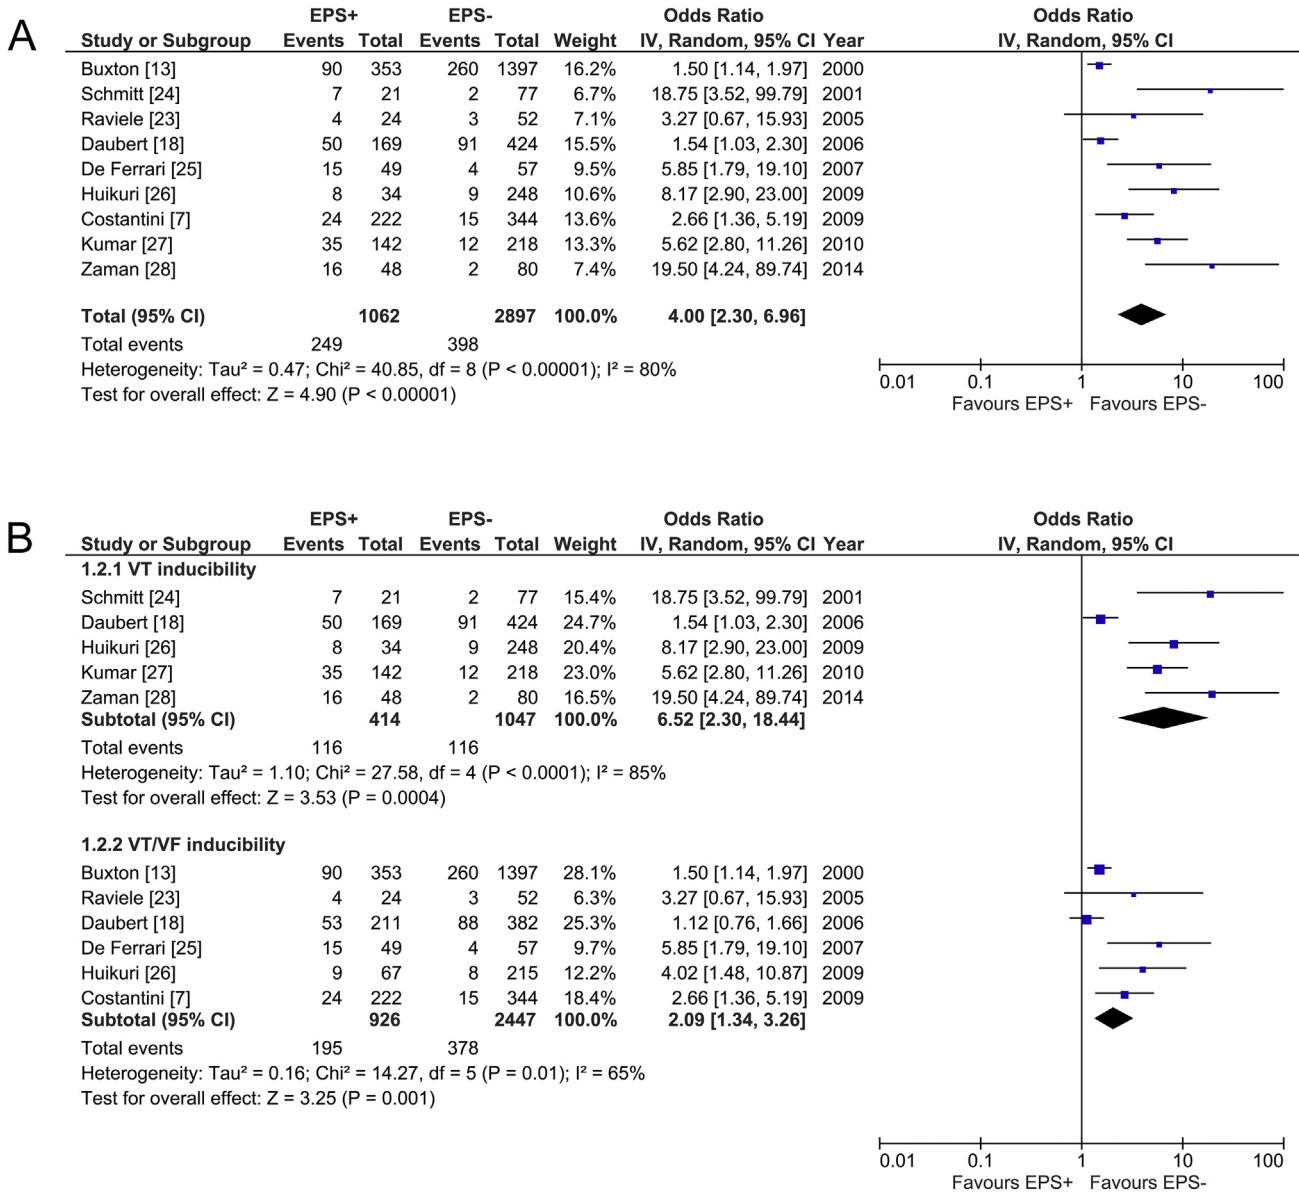 A
EPS+ EPS- Odds Ratio Odds Ratio
Study or Subgroup Events Total Events Total Weight IV, Random, 95% CI Year IV, Random, 95% CI
Buxton [13] 90 353 260 1397 16.2% 1.50 [1.14, 1.97] 2000
Schmitt [24] 7 21 2 77 6.7% 18.75 [3.52, 99.79] 2001
Raviele [23] 4 24 3 52 7.1% 3.27 [0.67, 15.93] 2005
Daubert [18] 50 169 91 424 15.5% 1.54 [1.03, 2.30] 2006
De Ferrari [25] 15 49 4 57 9.5% 5.85 [1.79, 19.10] 2007
Huikuri [26] 8 34 9 248 10.6% 8.17 [2.90, 23.00] 2009
Costantini [7] 24 222 15 344 13.6% 2.66 [1.36, 5.19] 2009
Kumar [27] 35 142 12 218 13.3% 5.62 [2.80, 11.26] 2010
Zaman [28] 16 48 2 80 7.4% 19.50 [4.24, 89.74] 2014
Total (95% CI) 1062 2897 100.0% 4.00 [2.30, 6.96]
Total events 249 398
Heterogeneity: Tau² = 0.47; Chi² = 40.85, df = 8 (P < 0.00001); I² = 80%
Test for overall effect: Z = 4.90 (P < 0.00001)
0.01 0.1 1 10 100
Favours EPS+ Favours EPS-
B
EPS+ EPS- Odds Ratio Odds Ratio
Study or Subgroup Events Total Events Total Weight IV, Random, 95% CI Year IV, Random, 95% CI
1.2.1 VT inducibility
Schmitt [24] 7 21 2 77 15.4% 18.75 [3.52, 99.79] 2001
Daubert [18] 50 169 91 424 24.7% 1.54 [1.03, 2.30] 2006
Huikuri [26] 8 34 9 248 20.4% 8.17 [2.90, 23.00] 2009
Kumar [27] 35 142 12 218 23.0% 5.62 [2.80, 11.26] 2010
Zaman [28] 16 48 2 80 16.5% 19.50 [4.24, 89.74] 2014
Subtotal (95% CI) 414 1047 100.0% 6.52 [2.30, 18.44]
Total events 116 116
Heterogeneity: Tau² = 1.10; Chi² = 27.58, df = 4 (P < 0.0001); I² = 85%
Test for overall effect: Z = 3.53 (P = 0.0004)
1.2.2 VT/VF inducibility
Buxton [13] 90 353 260 1397 28.1% 1.50 [1.14, 1.97] 2000
Raviele [23] 4 24 3 52 6.3% 3.27 [0.67, 15.93] 2005
Daubert [18] 53 211 88 382 25.3% 1.12 [0.76, 1.66] 2006
De Ferrari [25] 15 49 4 57 9.7% 5.85 [1.79, 19.10] 2007
Huikuri [26] 9 67 8 215 12.2% 4.02 [1.48, 10.87] 2009
Costantini [7] 24 222 15 344 18.4% 2.66 [1.36, 5.19] 2009
Subtotal (95% CI) 926 2447 100.0% 2.09 [1.34, 3.26]
Total events 195 378
Heterogeneity: Tau² = 0.16; Chi² = 14.27, df = 5 (P = 0.01); I² = 65%
Test for overall effect: Z = 3.25 (P = 0.001)
0.01 0.1 1 10 100
Favours EPS+ Favours EPS-